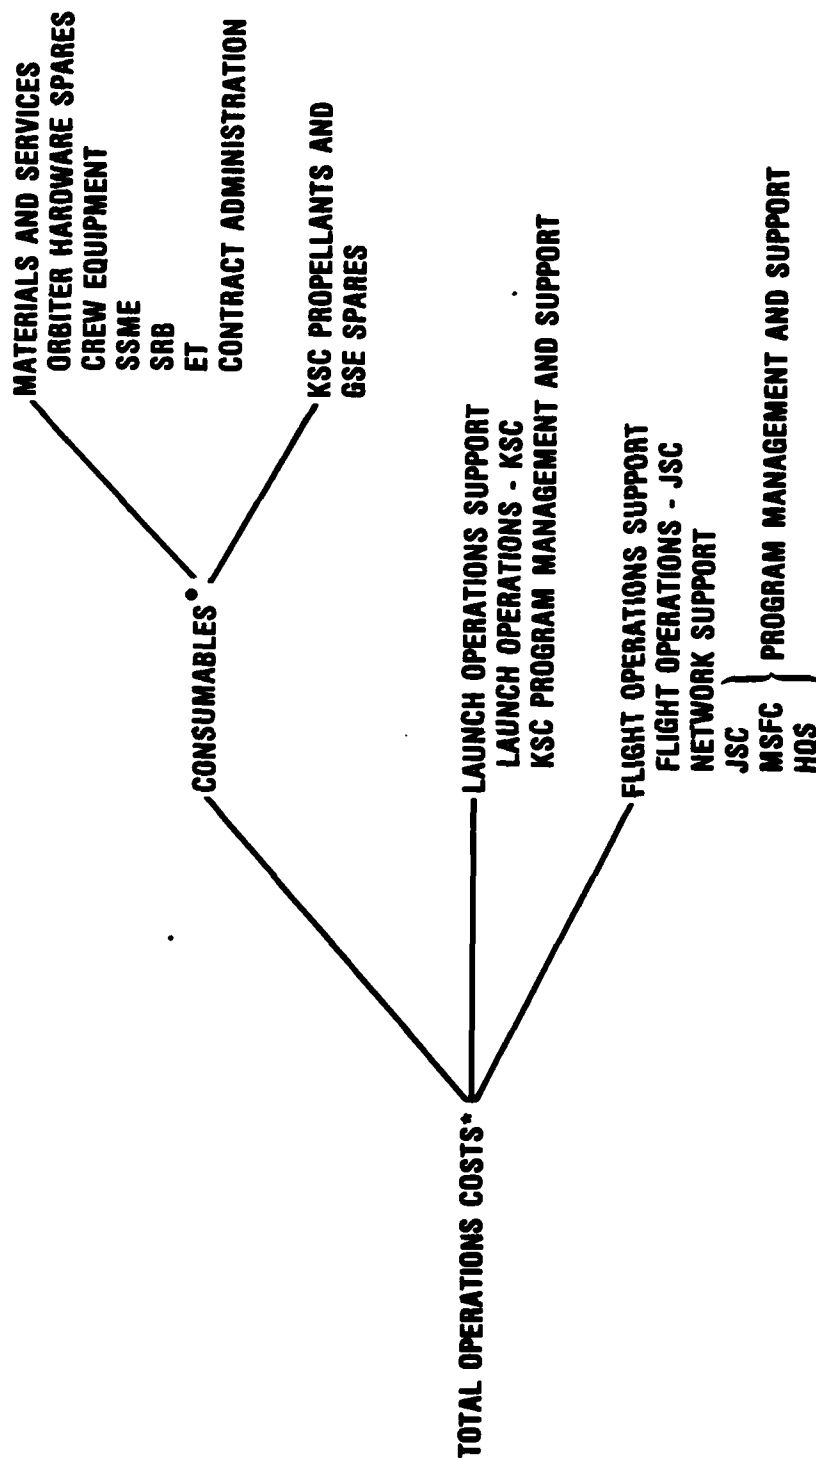 TOTAL OPERATIONS COSTS*
CONSUMABLES •
MATERIALS AND SERVICES
ORBITER HARDWARE SPARES
CREW EQUIPMENT
SSME
SRB
ET
CONTRACT ADMINISTRATION
KSC PROPELLANTS AND
GSE SPARES
LAUNCH OPERATIONS SUPPORT
LAUNCH OPERATIONS - KSC
KSC PROGRAM MANAGEMENT AND SUPPORT
FLIGHT OPERATIONS SUPPORT
FLIGHT OPERATIONS - JSC
NETWORK SUPPORT
JSC
MSFC
HQS
PROGRAM MANAGEMENT AND SUPPORT